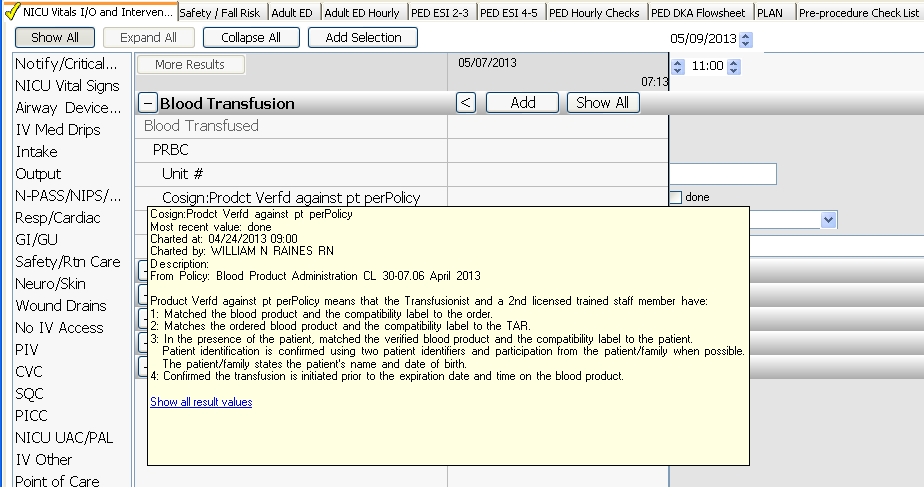 NICU Vitals I/O and Interven... Safety / Fall Risk Adult ED Adult ED Hourly PED ESI 2-3 PED ESI 4-5 PED Hourly Checks PED DKA Flowsheet PLAN Pre-procedure Check List
Show All Expand All Collapse All Add Selection 05/09/2013
Notify/Critical... More Results 05/07/2013 11:00
NICU Vital Signs 07:13
Airway Device... − Blood Transfusion < Add Show All
IV Med Drips Blood Transfused
Intake PRBC
Output Unit #
N-PASS/NIPS/... Cosign:Prodct Verfd against pt perPolicy done
Resp/Cardiac
GI/GU
Safety/Rtn Care
Neuro/Skin
Wound Drains
No IV Access
PIV
CVC
SQC
PICC
NICU UAC/PAL
IV Other
Point of Care
Cosign:Prodct Verfd against pt perPolicy
Most recent value: done
Charted at: 04/24/2013 09:00
Charted by: WILLIAM N RAINES RN
Description:
From Policy: Blood Product Administration CL 30-07.06 April 2013
Product Verfd against pt perPolicy means that the Transfusionist and a 2nd licensed trained staff member have:
1: Matched the blood product and the compatibility label to the order.
2: Matches the ordered blood product and the compatibility label to the TAR.
3: In the presence of the patient, matched the verified blood product and the compatibility label to the patient.
Patient identification is confirmed using two patient identifiers and participation from the patient/family when possible.
The patient/family states the patient's name and date of birth.
4: Confirmed the transfusion is initiated prior to the expiration date and time on the blood product.
Show all result values